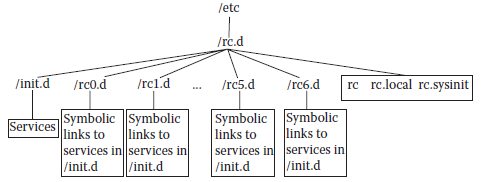 /etc
/rc.d
/init.d /rc0.d /rc1.d ... /rc5.d /rc6.d rc rc.local rc.sysinit
Services
Symbolic
links to
services in
/init.d
Symbolic
links to
services in
/init.d
Symbolic
links to
services in
/init.d
Symbolic
links to
services in
/init.d